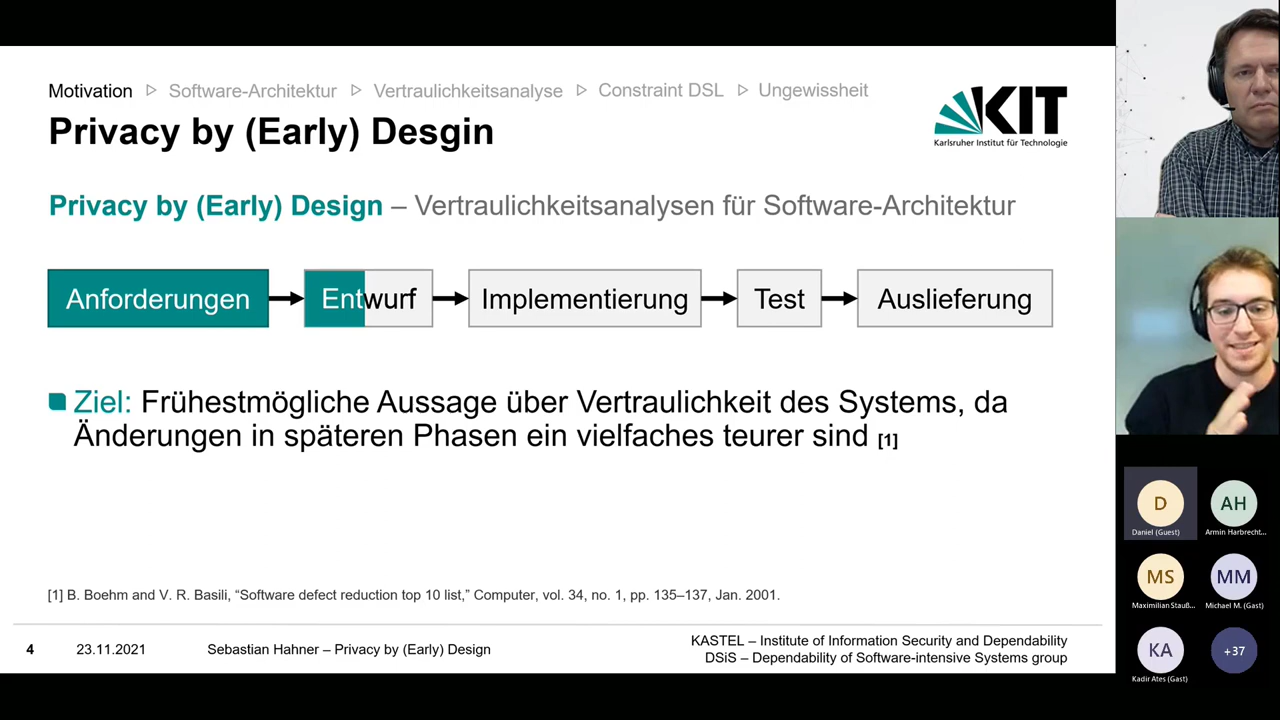 Motivation ▷ Software-Architektur ▷ Vertraulichkeitsanalyse ▷ Constraint DSL ▷ Ungewissheit
Privacy by (Early) Desgin
KIT
Karlsruher Institut für Technologie
Privacy by (Early) Design – Vertraulichkeitsanalysen für Software-Architektur
Anforderungen
Entwurf
Implementierung
Test
Auslieferung
Ziel: Frühestmögliche Aussage über Vertraulichkeit des Systems, da
Änderungen in späteren Phasen ein vielfaches teurer sind [1]
[1] B. Boehm and V. R. Basili, “Software defect reduction top 10 list,” Computer, vol. 34, no. 1, pp. 135–137, Jan. 2001.
4 23.11.2021 Sebastian Hahner – Privacy by (Early) Design
KASTEL – Institute of Information Security and Dependability
DSiS – Dependability of Software-intensive Systems group
D
Daniel (Guest)
AH
Armin Harbrecht...
MS
Maximilian Stauß...
MM
Michael M. (Gast)
KA
Kadir Ates (Gast)
+37